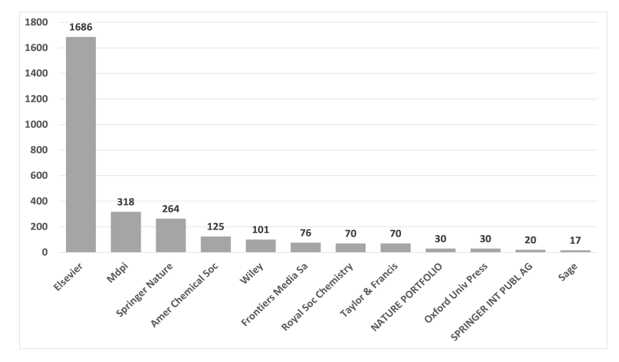 1800
1600
1400
1200
1000
800
600
400
200
0
1686
318
264
125
101
76
70
70
30
30
20
17
Elsevier
Mdpi
Springer Nature
Amer Chemical Soc
Wiley
Frontiers Media Sa
Royal Soc Chemistry
Taylor & Francis
NATURE PORTFOLIO
Oxford Univ Press
SPRINGER INT PUBL AG
Sage